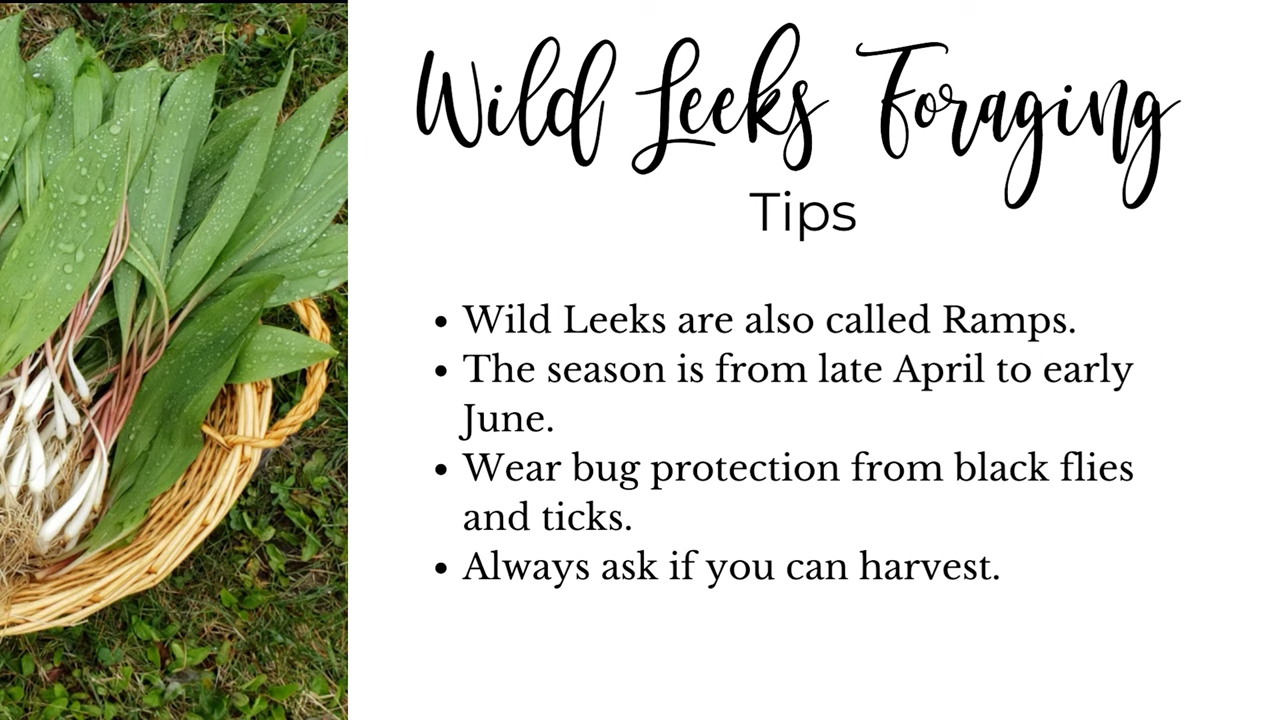 Wild Leeks Foraging
Tips
• Wild Leeks are also called Ramps.
• The season is from late April to early
June.
• Wear bug protection from black flies
and ticks.
• Always ask if you can harvest.